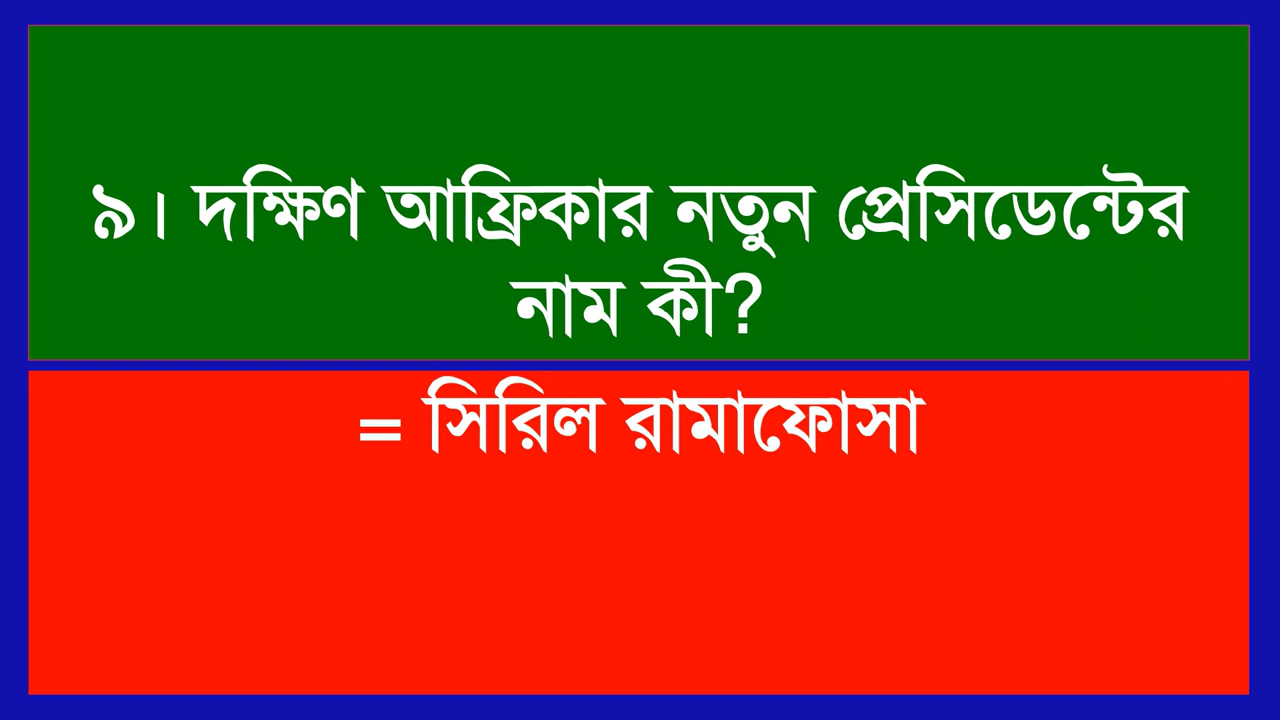 ৯। দক্ষিণ আফ্রিকার নতুন প্রেসিডেন্টের
নাম কী?
= সিরিল রামাফোসা